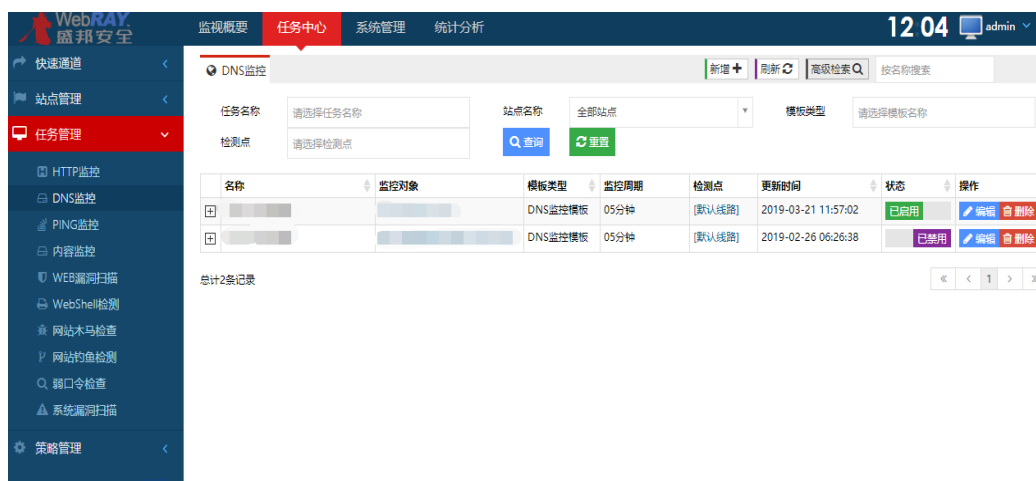 WebRAY.
盛邦安全
监视概要 任务中心 系统管理 统计分析
12:04 admin
快速通道
站点管理
任务管理
HTTP监控
DNS监控
PING监控
内容监控
WEB漏洞扫描
WebShell检测
网站木马检查
网站钓鱼检测
弱口令检查
系统漏洞扫描
策略管理
DNS监控 新增 刷新 高级检索 按名称搜索
任务名称 请选择任务名称 站点名称 全部站点 模板类型 请选择模板名称
检测点 请选择检测点 查询 重置
名称 监控对象 模板类型 监控周期 检测点 更新时间 状态 操作
DNS监控模板 05分钟 [默认线路] 2019-03-21 11:57:02 已启用 编辑 删除
DNS监控模板 05分钟 [默认线路] 2019-02-26 06:26:38 已禁用 编辑 删除
总计2条记录 « < 1 >